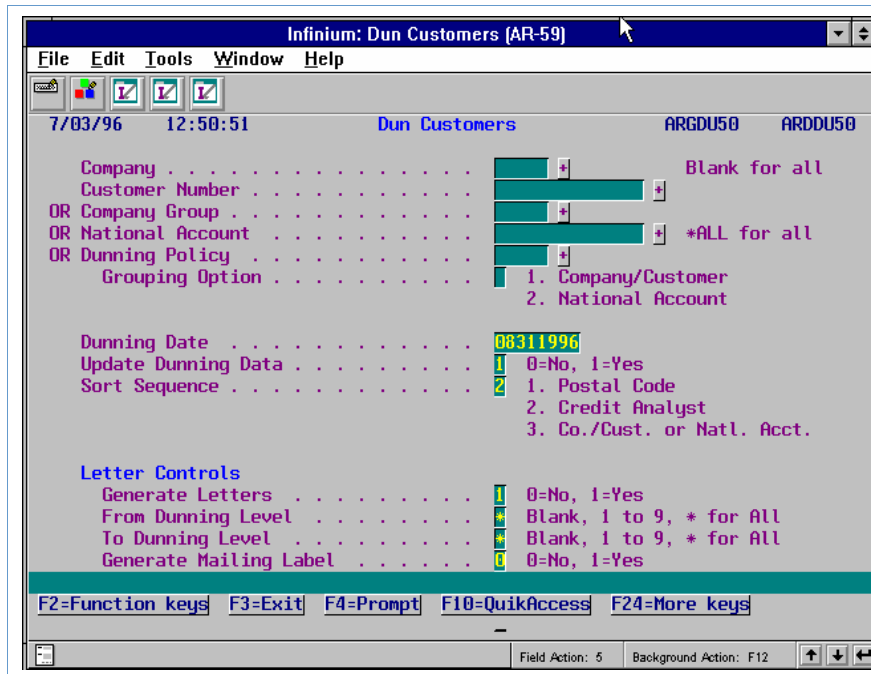 Infinium: Dun Customers (AR-59)
File Edit Tools Window Help
7/03/96 12:50:51 Dun Customers ARGDU50 ARDDU50
Company . . . . . . . . . . . . . . . + Blank for all
Customer Number . . . . . . . . . . . +
OR Company Group . . . . . . . . . . . . +
OR National Account . . . . . . . . . . + *ALL for all
OR Dunning Policy . . . . . . . . . . . +
Grouping Option . . . . . . . . . . 1. Company/Customer
2. National Account
Dunning Date . . . . . . . . . . . . 08311996
Update Dunning Data . . . . . . . . . 1 0=No, 1=Yes
Sort Sequence . . . . . . . . . . . . 2 1. Postal Code
2. Credit Analyst
3. Co./Cust. or Natl. Acct.
Letter Controls
Generate Letters . . . . . . . . . 1 0=No, 1=Yes
From Dunning Level . . . . . . . . * Blank, 1 to 9, * for All
To Dunning Level . . . . . . . . . * Blank, 1 to 9, * for All
Generate Mailing Label . . . . . . 0 0=No, 1=Yes
F2=Function keys F3=Exit F4=Prompt F10=QuikAccess F24=More keys
Field Action: 5 Background Action: F12